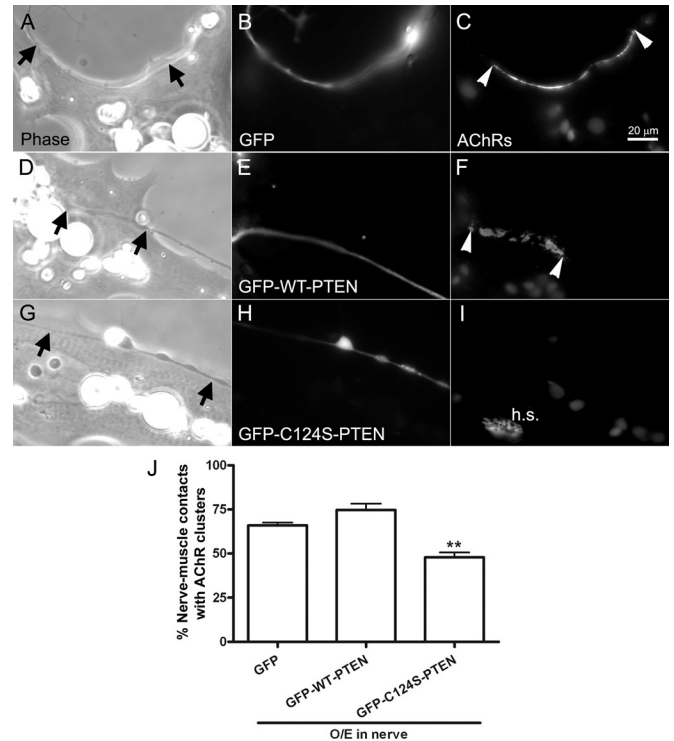 A
Phase
B
GFP
C
AChRs
20 μm
D
E
GFP-WT-PTEN
F
G
H
GFP-C124S-PTEN
I
h.s.
J
% Nerve-muscle contacts
with AChR clusters
100
75
50
25
0
**
GFP
GFP-WT-PTEN
GFP-C124S-PTEN
O/E in nerve